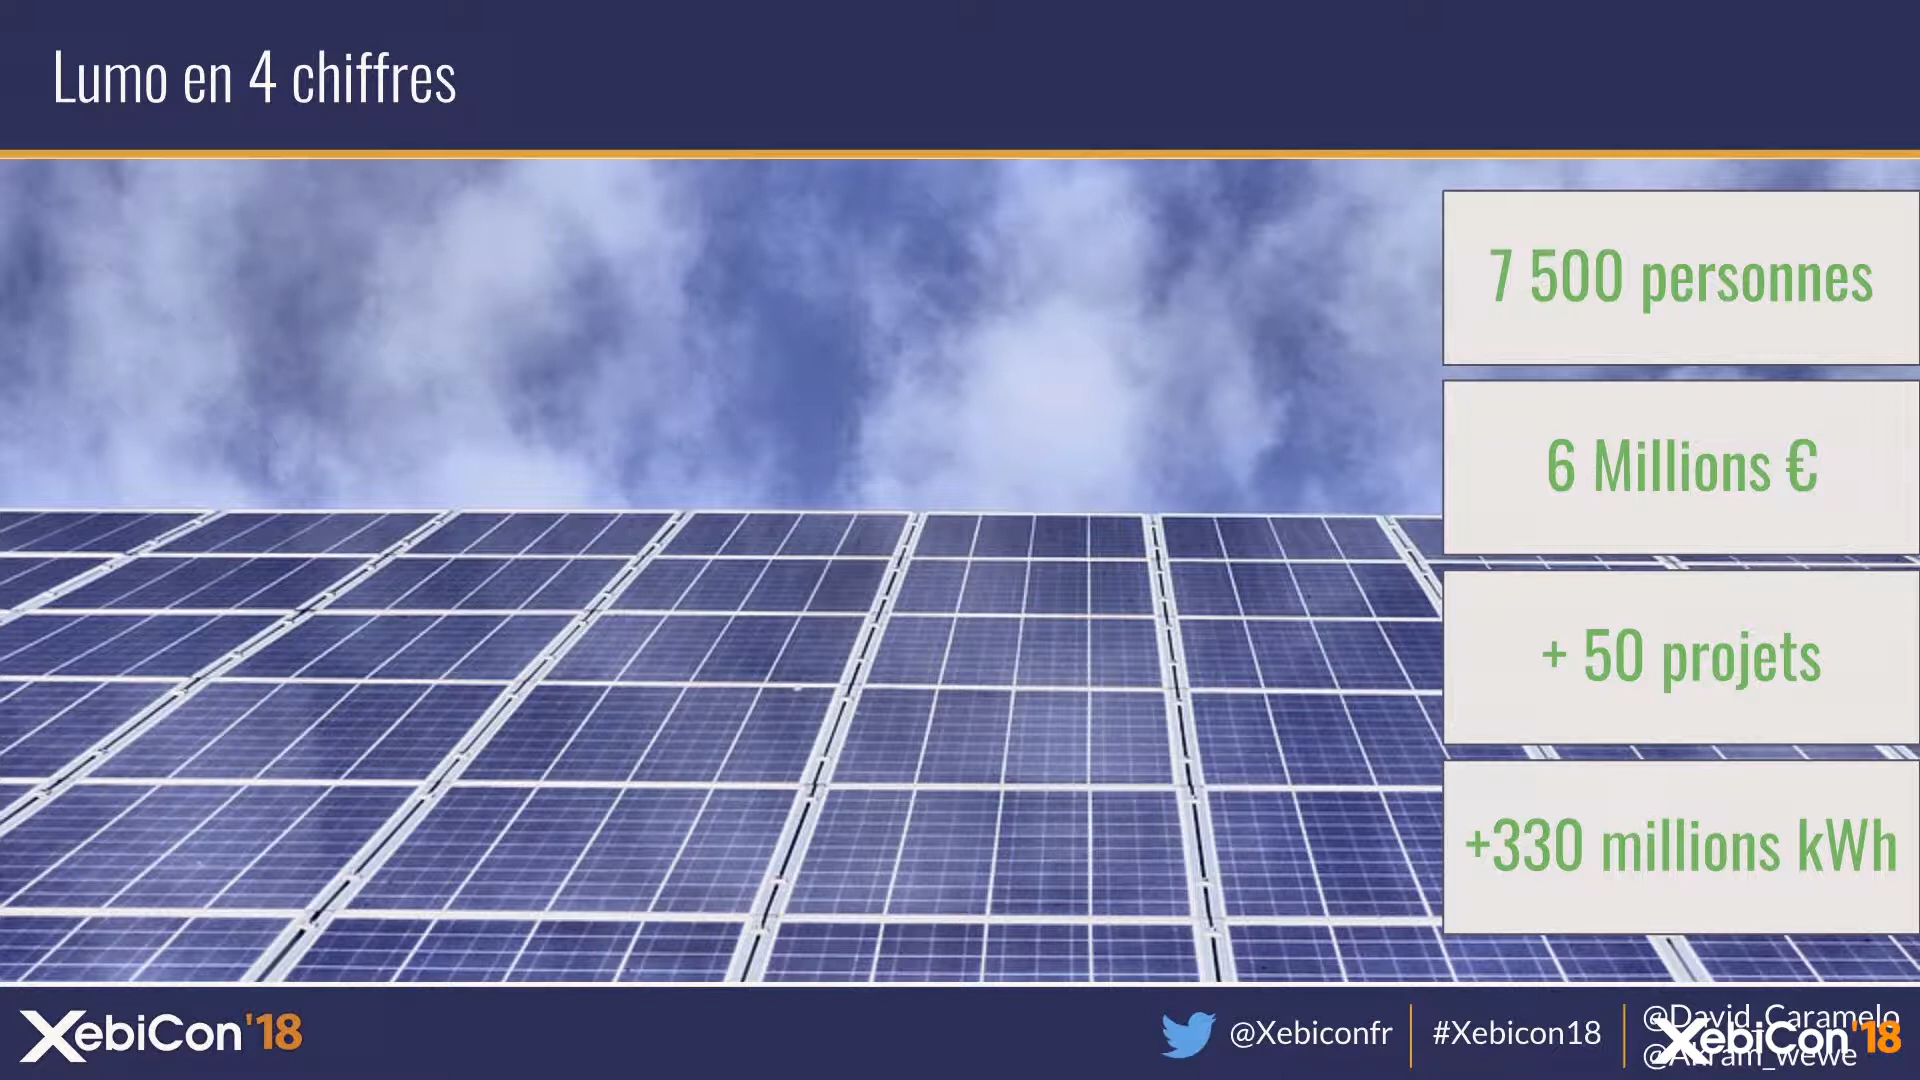 Lumo en 4 chiffres
7 500 personnes
6 Millions €
+ 50 projets
+330 millions kWh
XebiCon'18
@Xebiconfr
#Xebicon18
@David_Caramelo
@Akram_wewe
XebiCon'18